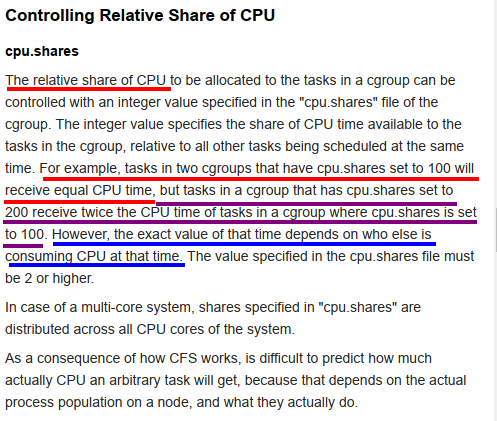 Controlling Relative Share of CPU
cpu.shares
The relative share of CPU to be allocated to the tasks in a cgroup can be
controlled with an integer value specified in the "cpu.shares" file of the
cgroup. The integer value specifies the share of CPU time available to the
tasks in the cgroup, relative to all other tasks being scheduled at the same
time. For example, tasks in two cgroups that have cpu.shares set to 100 will
receive equal CPU time, but tasks in a cgroup that has cpu.shares set to
200 receive twice the CPU time of tasks in a cgroup where cpu.shares is set
to 100. However, the exact value of that time depends on who else is
consuming CPU at that time. The value specified in the cpu.shares file must
be 2 or higher.
In case of a multi-core system, shares specified in "cpu.shares" are
distributed across all CPU cores of the system.
As a consequence of how CFS works, is difficult to predict how much
actually CPU an arbitrary task will get, because that depends on the actual
process population on a node, and what they actually do.